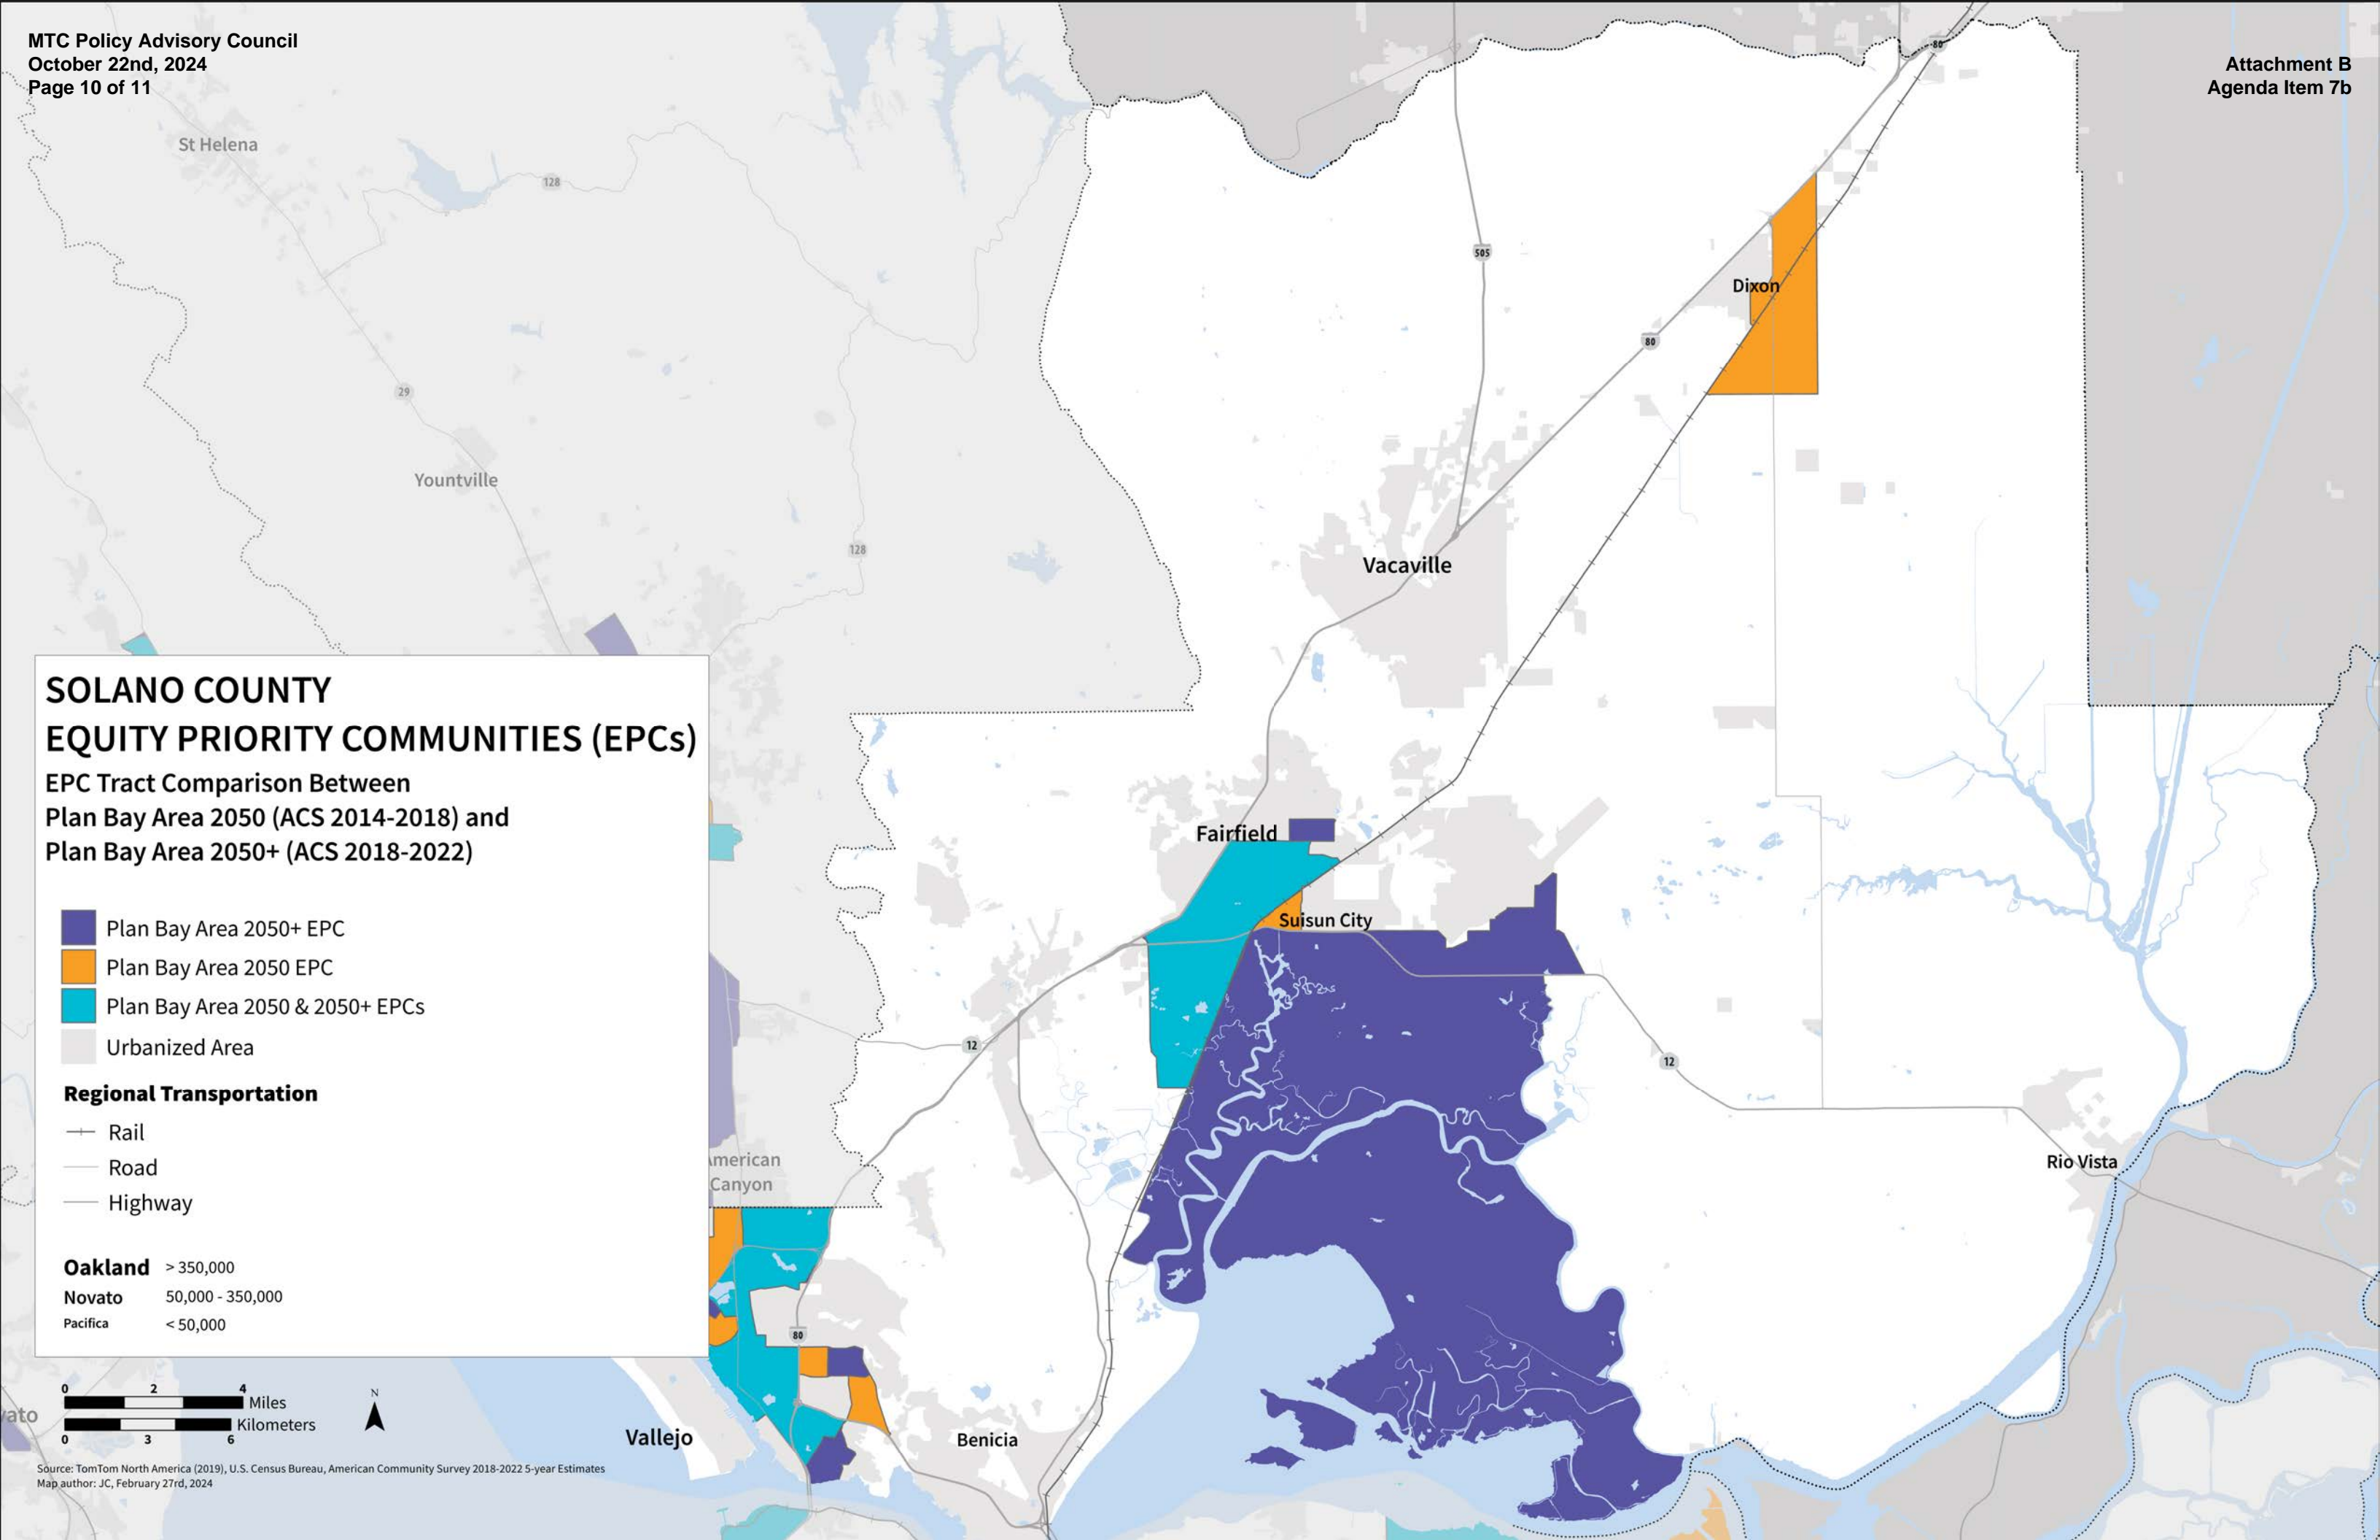 MTC Policy Advisory Council
October 22nd, 2024
Page 10 of 11
Attachment B
Agenda Item 7b
80
St Helena
128
505
Dixon
80
29
Yountville
128
Vacaville
SOLANO COUNTY
EQUITY PRIORITY COMMUNITIES (EPCs)
EPC Tract Comparison Between
Plan Bay Area 2050 (ACS 2014-2018) and
Plan Bay Area 2050+ (ACS 2018-2022)
Plan Bay Area 2050+ EPC
Plan Bay Area 2050 EPC
Plan Bay Area 2050 & 2050+ EPCs
Urbanized Area
Regional Transportation
Rail
Road
Highway
Oakland > 350,000
Novato 50,000 - 350,000
Pacifica < 50,000
Fairfield
Suisun City
12
12
merican
Canyon
Rio Vista
80
0 2 4
Miles
Kilometers
0 3 6
N
vato
Vallejo
Benicia
Source: TomTom North America (2019), U.S. Census Bureau, American Community Survey 2018-2022 5-year Estimates
Map author: JC, February 27rd, 2024